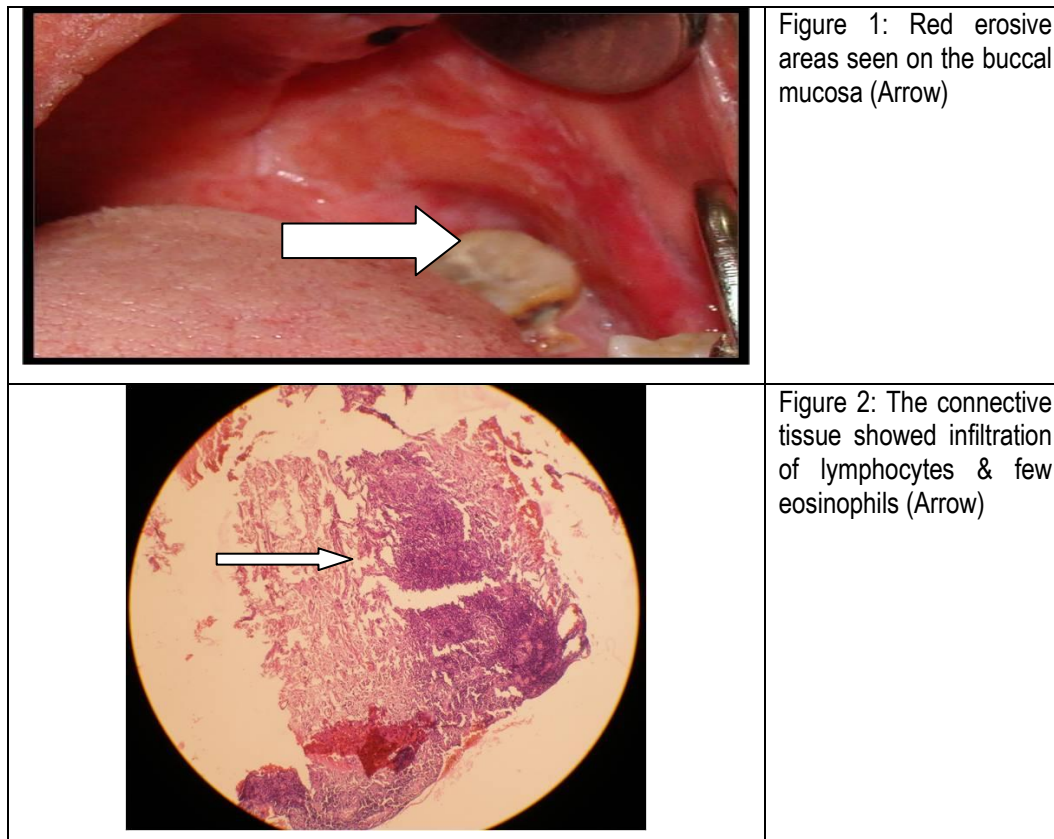 Figure 1: Red erosive
areas seen on the buccal
mucosa (Arrow)
Figure 2: The connective
tissue showed infiltration
of lymphocytes & few
eosinophils (Arrow)